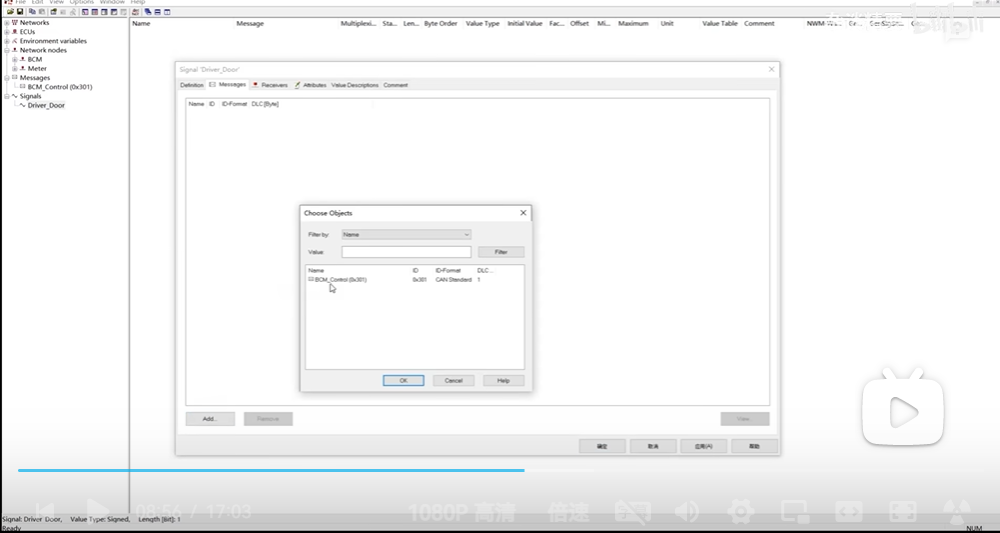 File Edit View Options Window Help
Networks
ECUs
Environment variables
Network nodes
BCM
Meter
Messages
BCM_Control (0x301)
Signals
Driver_Door
Name Message Multiplexi... Sta... Len... Byte Order Value Type Initial Value Fac... Offset Mi... Maximum Unit Value Table Comment
bilibili
Signal 'Driver_Door'
Definition Messages Receivers Attributes Value Descriptions Comment
Name ID ID-Format DLC [Byte]
Choose Objects
Filter by: Name
Value: Filter
Name ID ID-Format DLC...
BCM_Control (0x301) 0x301 CAN Standard 1
OK Cancel Help
Add... Remove View
确定 取消 应用(A) 帮助
08:56 / 17:03 1080P 高清 倍速
Signal: Driver_Door, Value Type: Signed, Length [Bit]: 1
Ready NUM